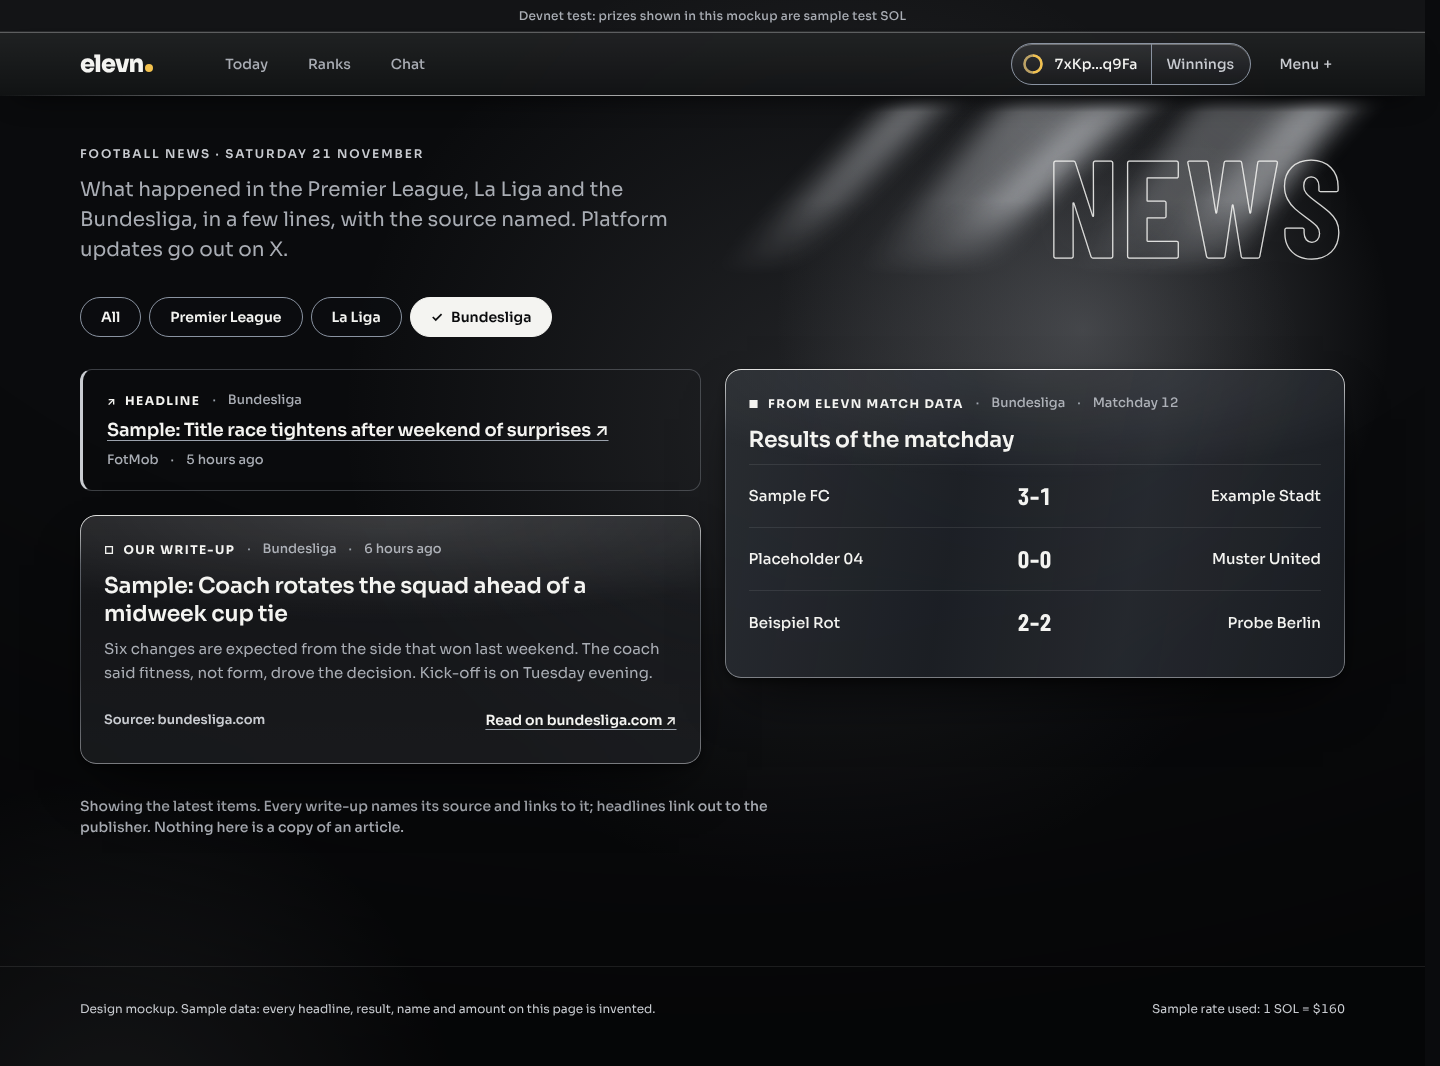 Devnet test: prizes shown in this mockup are sample test SOL
elevn.
Today
Ranks
Chat
7xKp...q9Fa
Winnings
Menu +
FOOTBALL NEWS · SATURDAY 21 NOVEMBER
What happened in the Premier League, La Liga and the
Bundesliga, in a few lines, with the source named. Platform
updates go out on X.
NEWS
All
Premier League
La Liga
✓ Bundesliga
↗ HEADLINE · Bundesliga
Sample: Title race tightens after weekend of surprises ↗
FotMob · 5 hours ago
OUR WRITE-UP · Bundesliga · 6 hours ago
Sample: Coach rotates the squad ahead of a
midweek cup tie
Six changes are expected from the side that won last weekend. The coach
said fitness, not form, drove the decision. Kick-off is on Tuesday evening.
Source: bundesliga.com
Read on bundesliga.com ↗
FROM ELEVN MATCH DATA · Bundesliga · Matchday 12
Results of the matchday
Sample FC 3-1 Example Stadt
Placeholder 04 0-0 Muster United
Beispiel Rot 2-2 Probe Berlin
Showing the latest items. Every write-up names its source and links to it; headlines link out to the
publisher. Nothing here is a copy of an article.
Design mockup. Sample data: every headline, result, name and amount on this page is invented.
Sample rate used: 1 SOL = $160